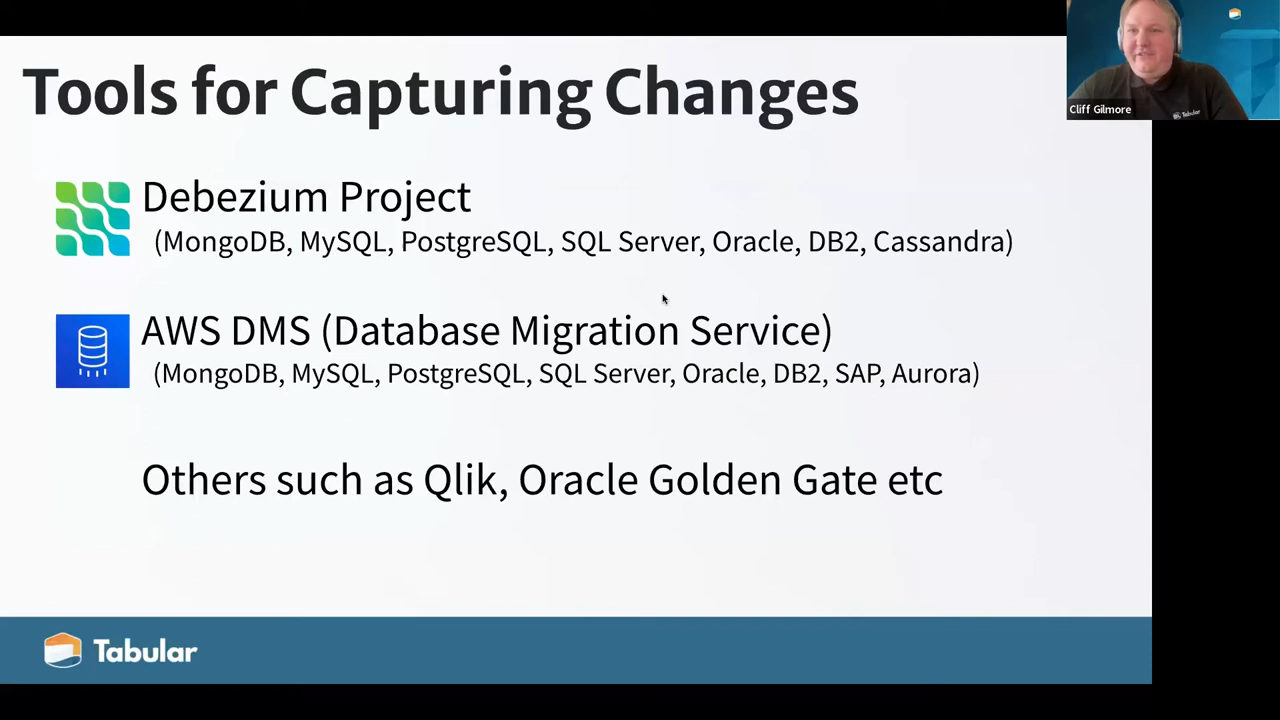 Tools for Capturing Changes
Cliff Gilmore
Tabular
Debezium Project
(MongoDB, MySQL, PostgreSQL, SQL Server, Oracle, DB2, Cassandra)
AWS DMS (Database Migration Service)
(MongoDB, MySQL, PostgreSQL, SQL Server, Oracle, DB2, SAP, Aurora)
Others such as Qlik, Oracle Golden Gate etc
Tabular